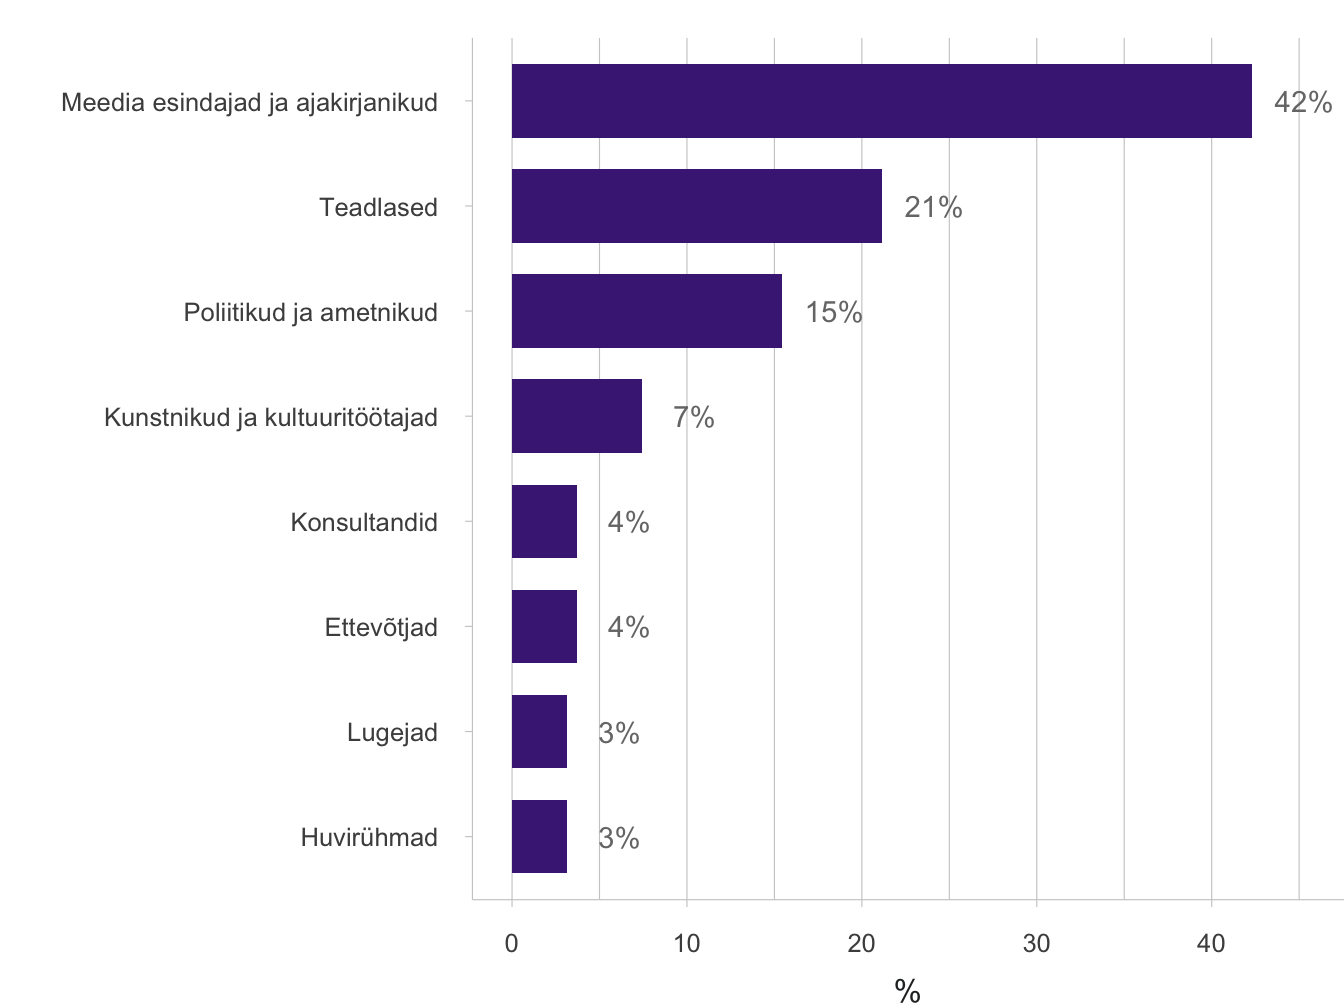 Meedia esindajad ja ajakirjanikud 42%
Teadlased 21%
Poliitikud ja ametnikud 15%
Kunstnikud ja kultuuritöötajad 7%
Konsultandid 4%
Ettevõtjad 4%
Lugejad 3%
Huvirühmad 3%
0 10 20 30 40
%